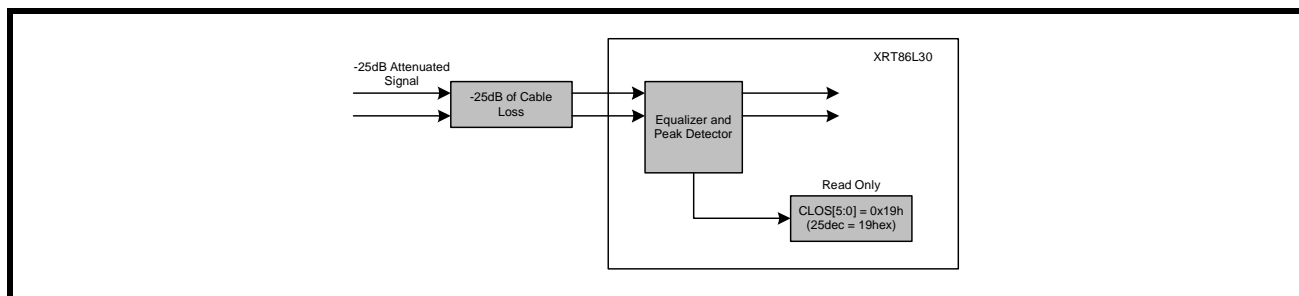 XRT86L30
-25dB Attenuated
Signal
-25dB of Cable
Loss
Equalizer and
Peak Detector
Read Only
CLOS[5:0] = 0x19h
(25dec = 19hex)